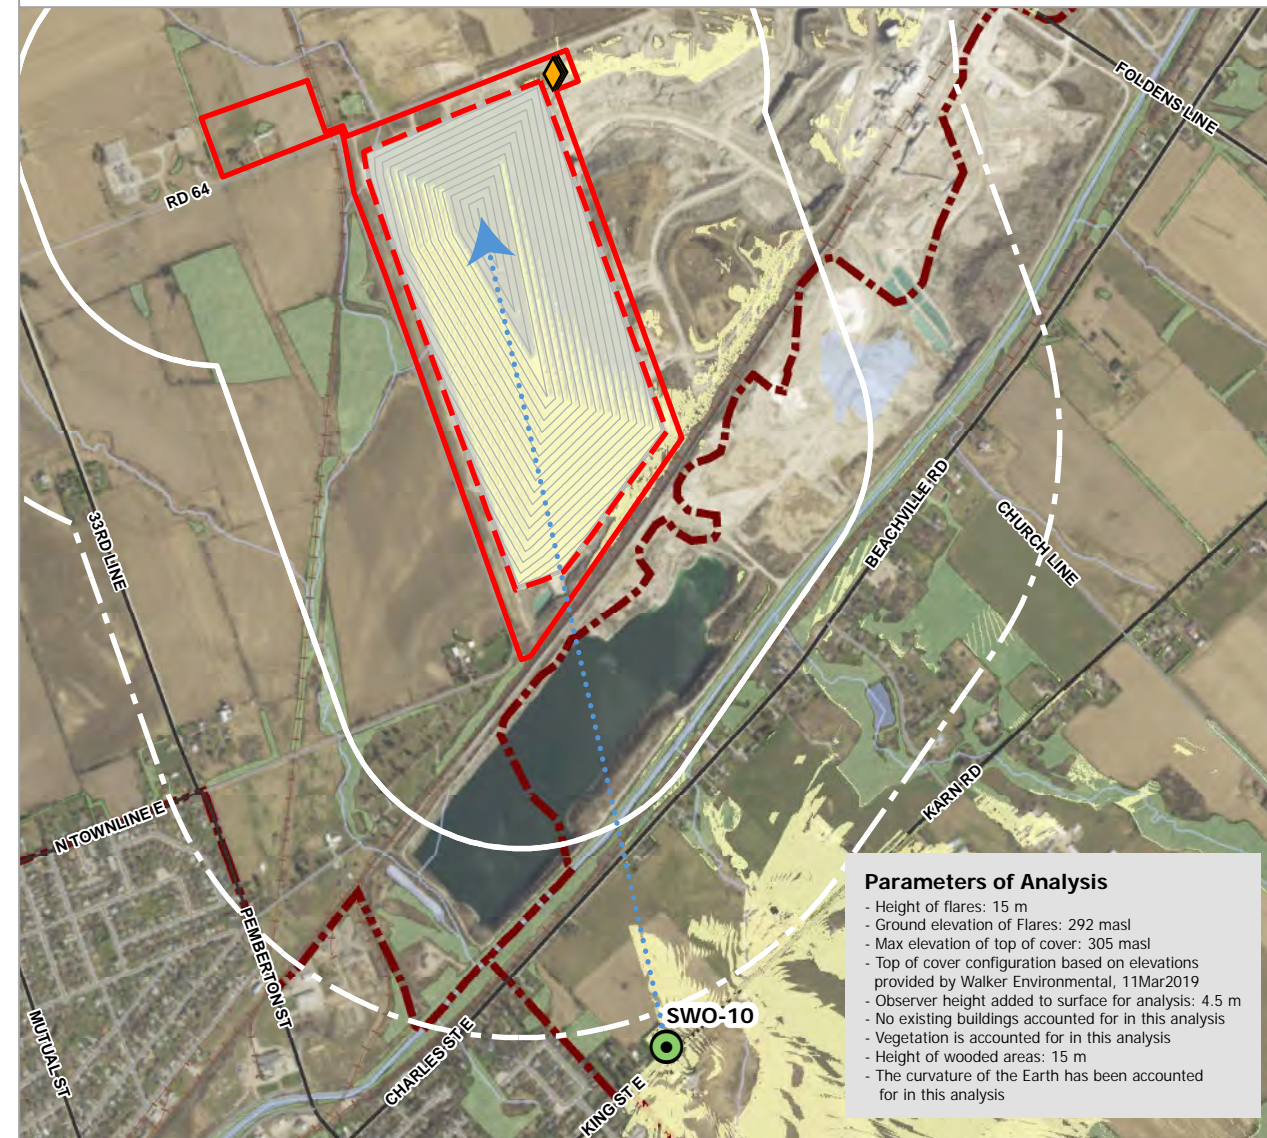 FOLDENS LINE
RD 64
33RD LINE
BEACHVILLE RD
CHURCH LINE
KARN RD
N TOWNLINE E
PEMBERTON ST
MUTUAL ST
CHARLES ST E
KING ST E
SWO-10
Parameters of Analysis
- Height of flares: 15 m
- Ground elevation of Flares: 292 masl
- Max elevation of top of cover: 305 masl
- Top of cover configuration based on elevations
provided by Walker Environmental, 11Mar2019
- Observer height added to surface for analysis: 4.5 m
- No existing buildings accounted for in this analysis
- Vegetation is accounted for in this analysis
- Height of wooded areas: 15 m
- The curvature of the Earth has been accounted
for in this analysis